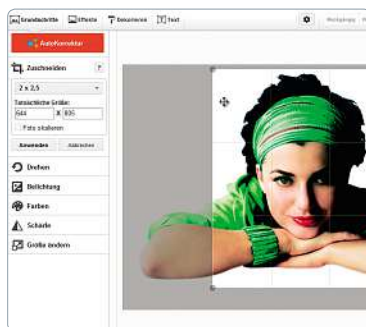 Grundschritte Effekte Dekorieren Text
AutoKorrektur
Zuschneiden
2 x 2,5
Tatsächliche Größe:
644 X 805
Foto skalieren
Anwenden Abbrechen
Drehen
Belichtung
Farben
Schärfe
Größe ändern